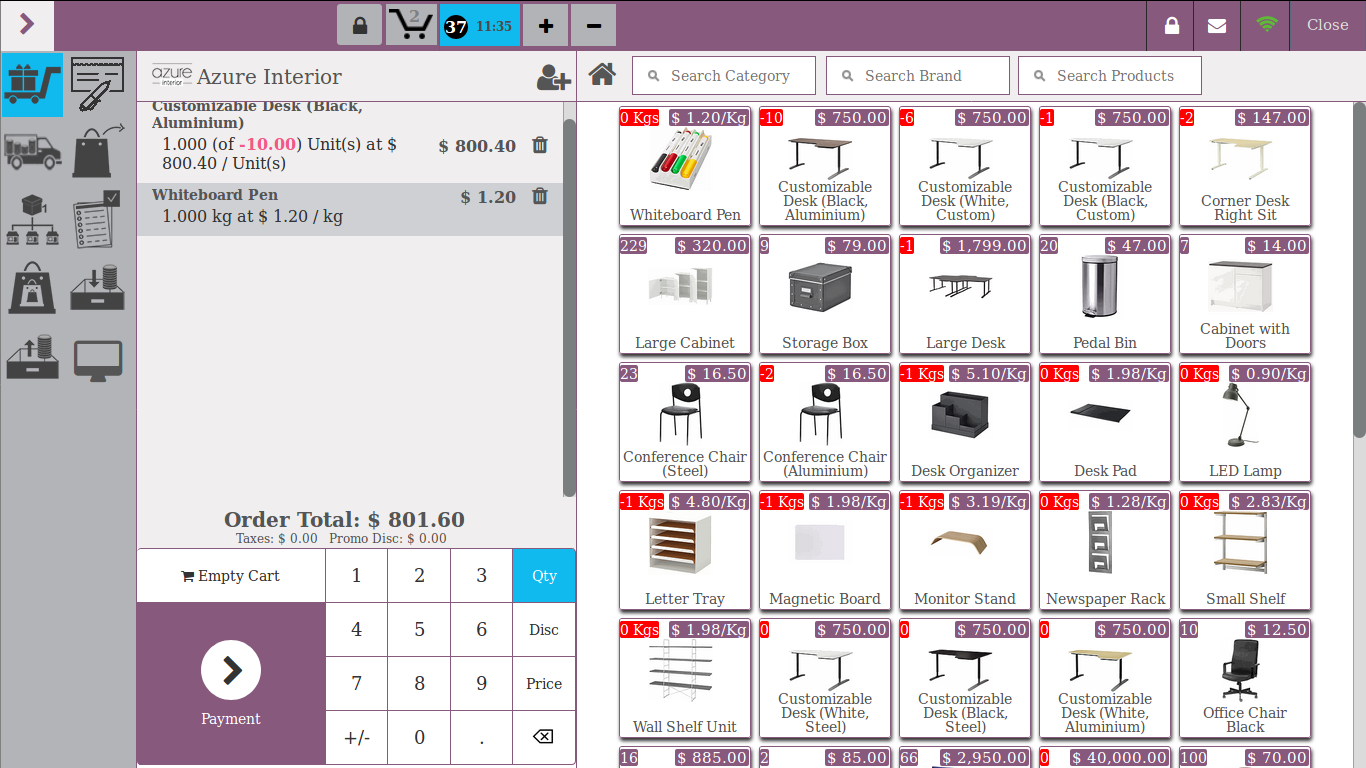 2
37 11:35
+
−
Close
azure
interior
Azure Interior
Search Category
Search Brand
Search Products
Customizable Desk (Black,
Aluminium)
1.000 (of -10.00) Unit(s) at $
800.40 / Unit(s)
$ 800.40
Whiteboard Pen
$ 1.20
1.000 kg at $ 1.20 / kg
Order Total: $ 801.60
Taxes: $ 0.00 Promo Disc: $ 0.00
Empty Cart
1 2 3 Qty
4 5 6 Disc
7 8 9 Price
+/- 0 .
Payment
0 Kgs $ 1.20/Kg
Whiteboard Pen
-10 $ 750.00
Customizable
Desk (Black,
Aluminium)
-6 $ 750.00
Customizable
Desk (White,
Custom)
-1 $ 750.00
Customizable
Desk (Black,
Custom)
-2 $ 147.00
Corner Desk
Right Sit
229 $ 320.00
Large Cabinet
9 $ 79.00
Storage Box
-1 $ 1,799.00
Large Desk
20 $ 47.00
Pedal Bin
7 $ 14.00
Cabinet with
Doors
23 $ 16.50
Conference Chair
(Steel)
-2 $ 16.50
Conference Chair
(Aluminium)
-1 Kgs $ 5.10/Kg
Desk Organizer
0 Kgs $ 1.98/Kg
Desk Pad
0 Kgs $ 0.90/Kg
LED Lamp
-1 Kgs $ 4.80/Kg
Letter Tray
-1 Kgs $ 1.98/Kg
Magnetic Board
-1 Kgs $ 3.19/Kg
Monitor Stand
0 Kgs $ 1.28/Kg
Newspaper Rack
0 Kgs $ 2.83/Kg
Small Shelf
0 Kgs $ 1.98/Kg
Wall Shelf Unit
0 $ 750.00
Customizable
Desk (White,
Steel)
0 $ 750.00
Customizable
Desk (Black,
Steel)
0 $ 750.00
Customizable
Desk (White,
Aluminium)
10 $ 12.50
Office Chair
Black
16 $ 885.00
2 $ 85.00
66 $ 2,950.00
0 $ 40,000.00
100 $ 70.00